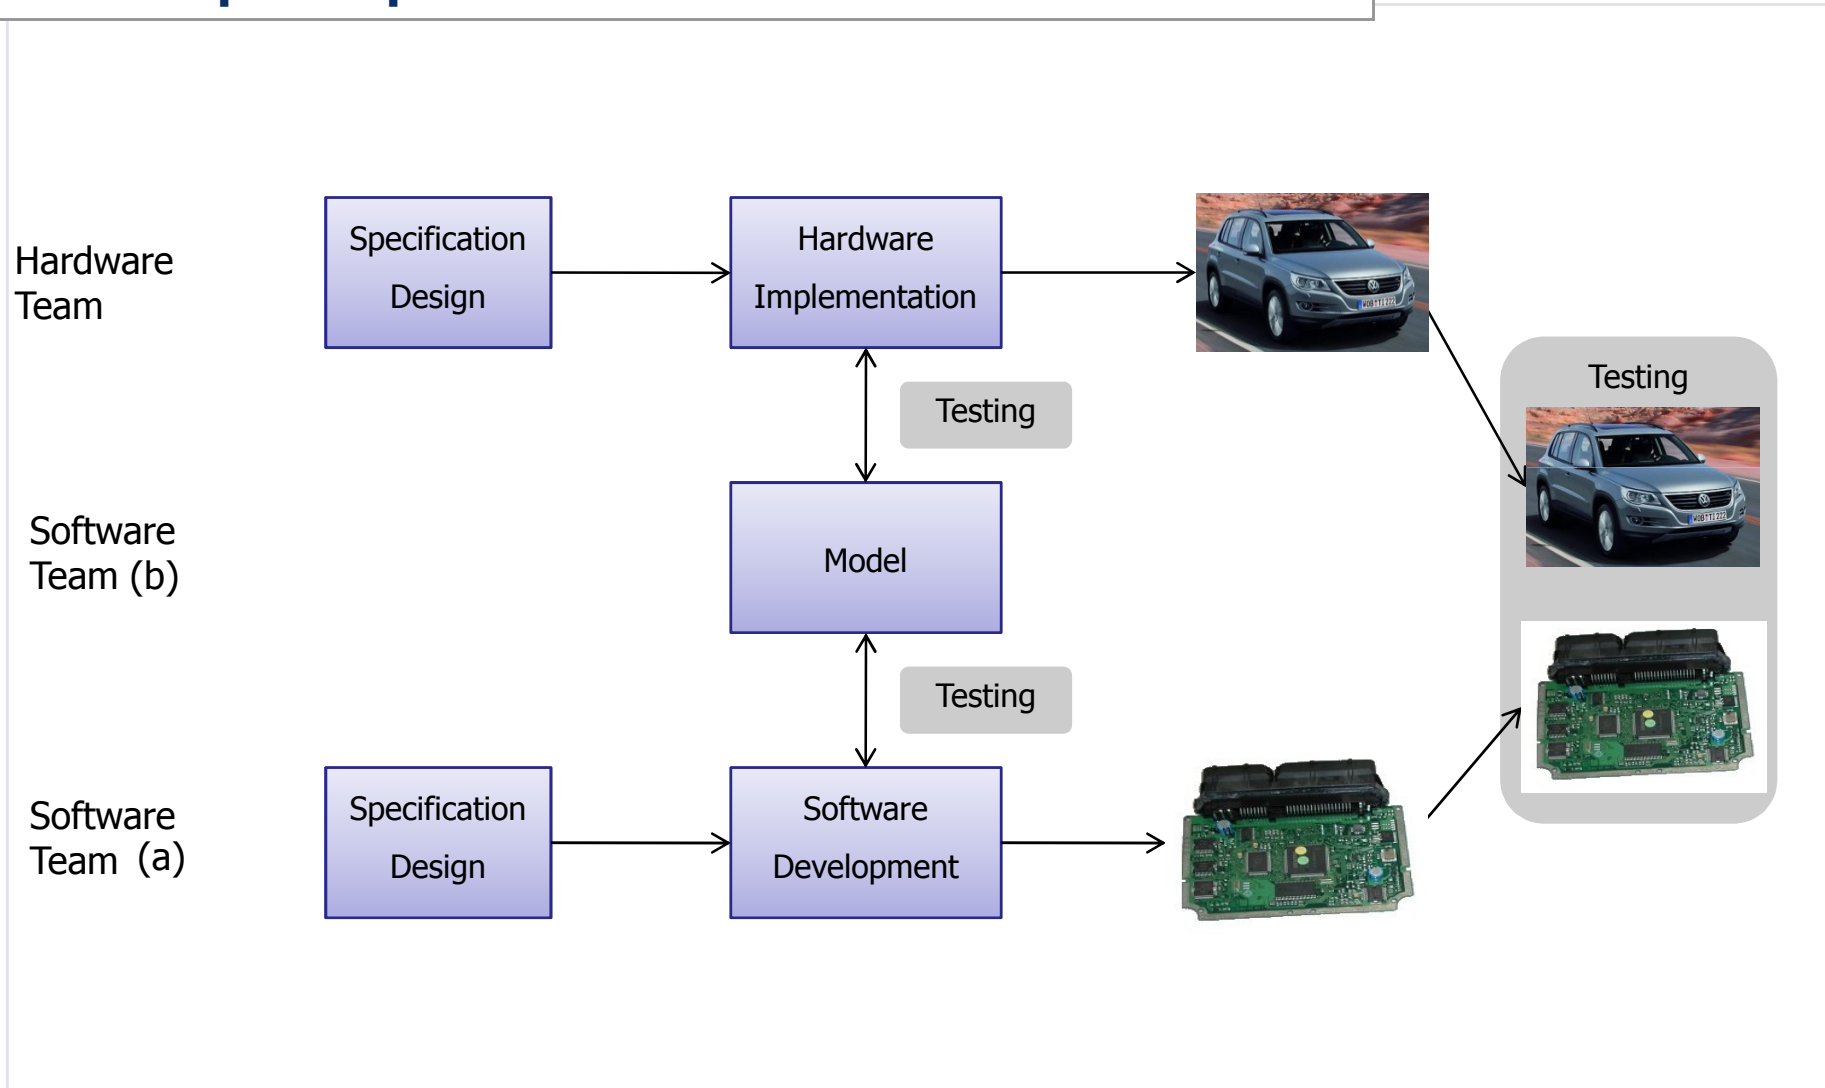 Hardware
Team
Specification
Design
Hardware
Implementation
Testing
Testing
Software
Team (b)
Model
Testing
Software
Team (a)
Specification
Design
Software
Development